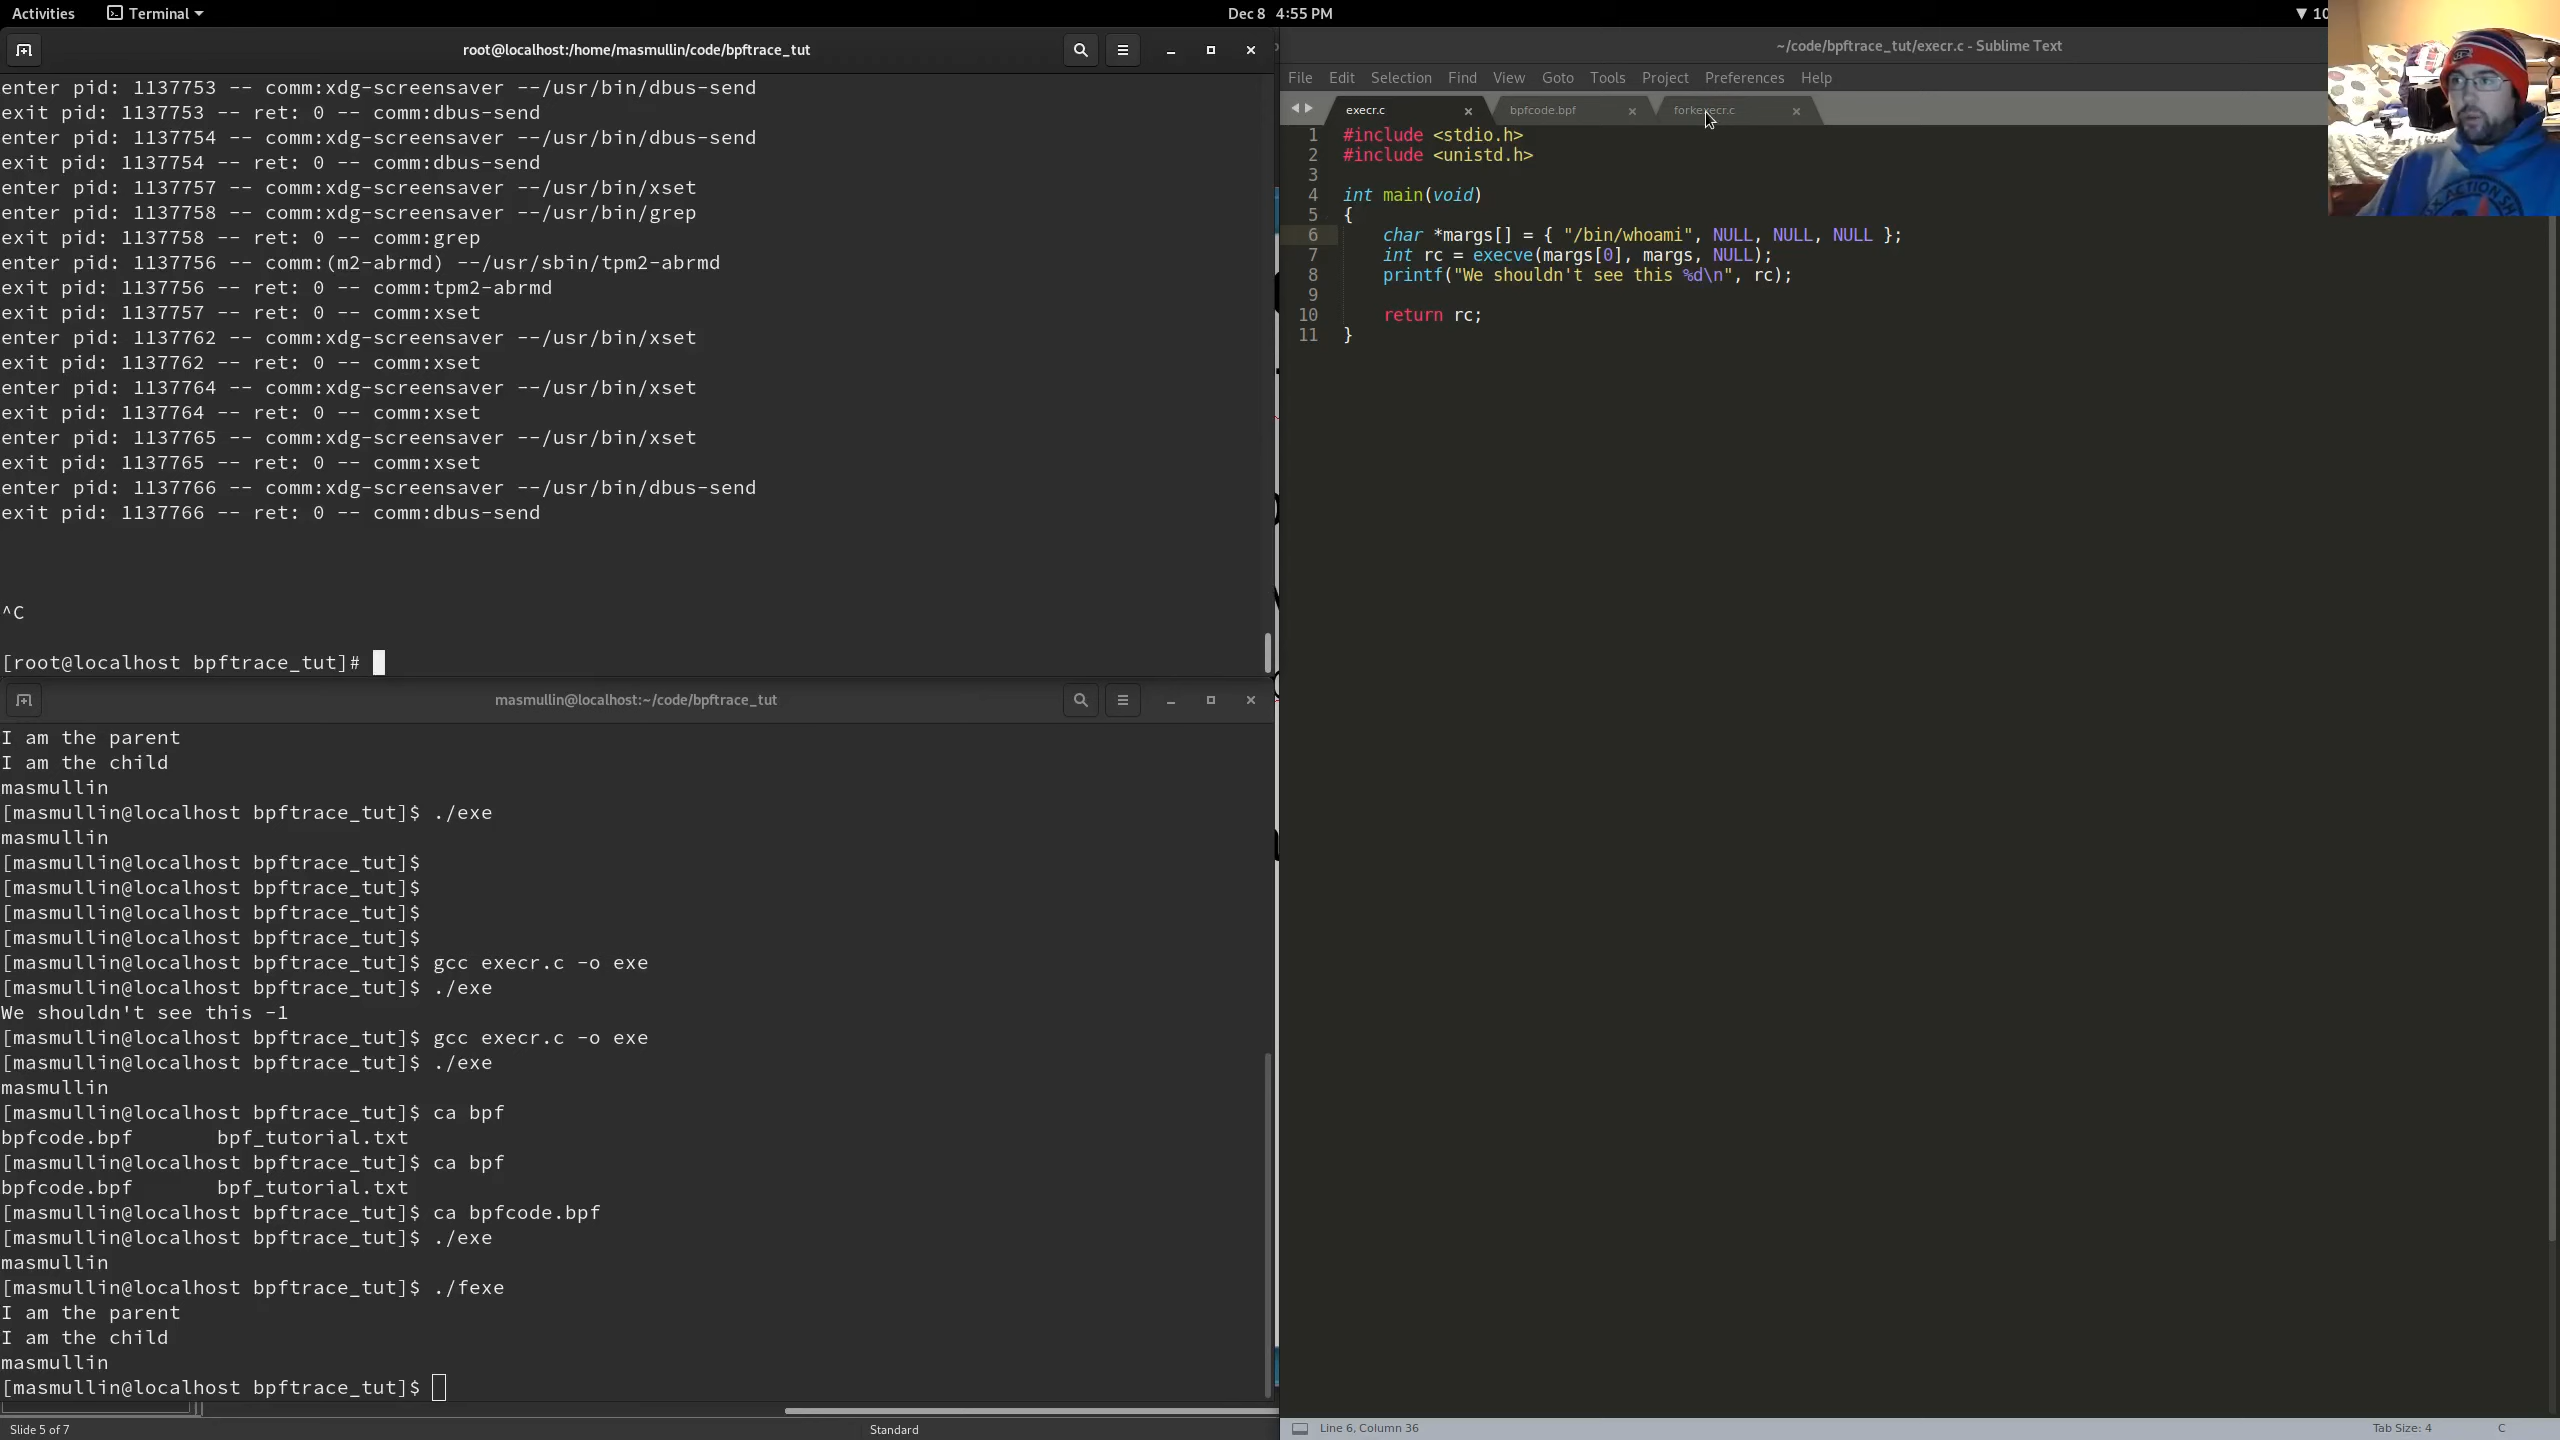 Activities
Terminal
Dec 8 4:55 PM
10
root@localhost:/home/masmullin/code/bpftrace_tut
enter pid: 1137753 -- comm:xdg-screensaver --/usr/bin/dbus-send
exit pid: 1137753 -- ret: 0 -- comm:dbus-send
enter pid: 1137754 -- comm:xdg-screensaver --/usr/bin/dbus-send
exit pid: 1137754 -- ret: 0 -- comm:dbus-send
enter pid: 1137757 -- comm:xdg-screensaver --/usr/bin/xset
enter pid: 1137758 -- comm:xdg-screensaver --/usr/bin/grep
exit pid: 1137758 -- ret: 0 -- comm:grep
enter pid: 1137756 -- comm:(m2-abrmd) --/usr/sbin/tpm2-abrmd
exit pid: 1137756 -- ret: 0 -- comm:tpm2-abrmd
exit pid: 1137757 -- ret: 0 -- comm:xset
enter pid: 1137762 -- comm:xdg-screensaver --/usr/bin/xset
exit pid: 1137762 -- ret: 0 -- comm:xset
enter pid: 1137764 -- comm:xdg-screensaver --/usr/bin/xset
exit pid: 1137764 -- ret: 0 -- comm:xset
enter pid: 1137765 -- comm:xdg-screensaver --/usr/bin/xset
exit pid: 1137765 -- ret: 0 -- comm:xset
enter pid: 1137766 -- comm:xdg-screensaver --/usr/bin/dbus-send
exit pid: 1137766 -- ret: 0 -- comm:dbus-send
^C
[root@localhost bpftrace_tut]#
masmullin@localhost:~/code/bpftrace_tut
I am the parent
I am the child
masmullin
[masmullin@localhost bpftrace_tut]$ ./exe
masmullin
[masmullin@localhost bpftrace_tut]$
[masmullin@localhost bpftrace_tut]$
[masmullin@localhost bpftrace_tut]$
[masmullin@localhost bpftrace_tut]$
[masmullin@localhost bpftrace_tut]$ gcc execr.c -o exe
[masmullin@localhost bpftrace_tut]$ ./exe
We shouldn't see this -1
[masmullin@localhost bpftrace_tut]$ gcc execr.c -o exe
[masmullin@localhost bpftrace_tut]$ ./exe
masmullin
[masmullin@localhost bpftrace_tut]$ ca bpf
bpfcode.bpf bpf_tutorial.txt
[masmullin@localhost bpftrace_tut]$ ca bpf
bpfcode.bpf bpf_tutorial.txt
[masmullin@localhost bpftrace_tut]$ ca bpfcode.bpf
[masmullin@localhost bpftrace_tut]$ ./exe
masmullin
[masmullin@localhost bpftrace_tut]$ ./fexe
I am the parent
I am the child
masmullin
[masmullin@localhost bpftrace_tut]$
Slide 5 of 7
Standard
~/code/bpftrace_tut/execr.c - Sublime Text
File Edit Selection Find View Goto Tools Project Preferences Help
execr.c bpfcode.bpf forkexecr.c
1 #include <stdio.h>
2 #include <unistd.h>
3
4 int main(void)
5 {
6 char *margs[] = { "/bin/whoami", NULL, NULL, NULL };
7 int rc = execve(margs[0], margs, NULL);
8 printf("We shouldn't see this %d\n", rc);
9
10 return rc;
11 }
Line 6, Column 36
Tab Size: 4
C